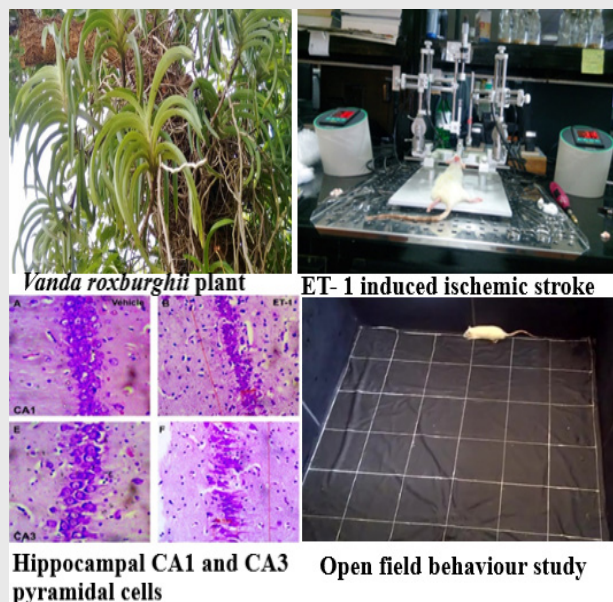 Vanda roxburghii plant
ET- 1 induced ischemic stroke
A
Vehicle
B
ET-1
CA1
E
F
CA3
Hippocampal CA1 and CA3
pyramidal cells
Open field behaviour study